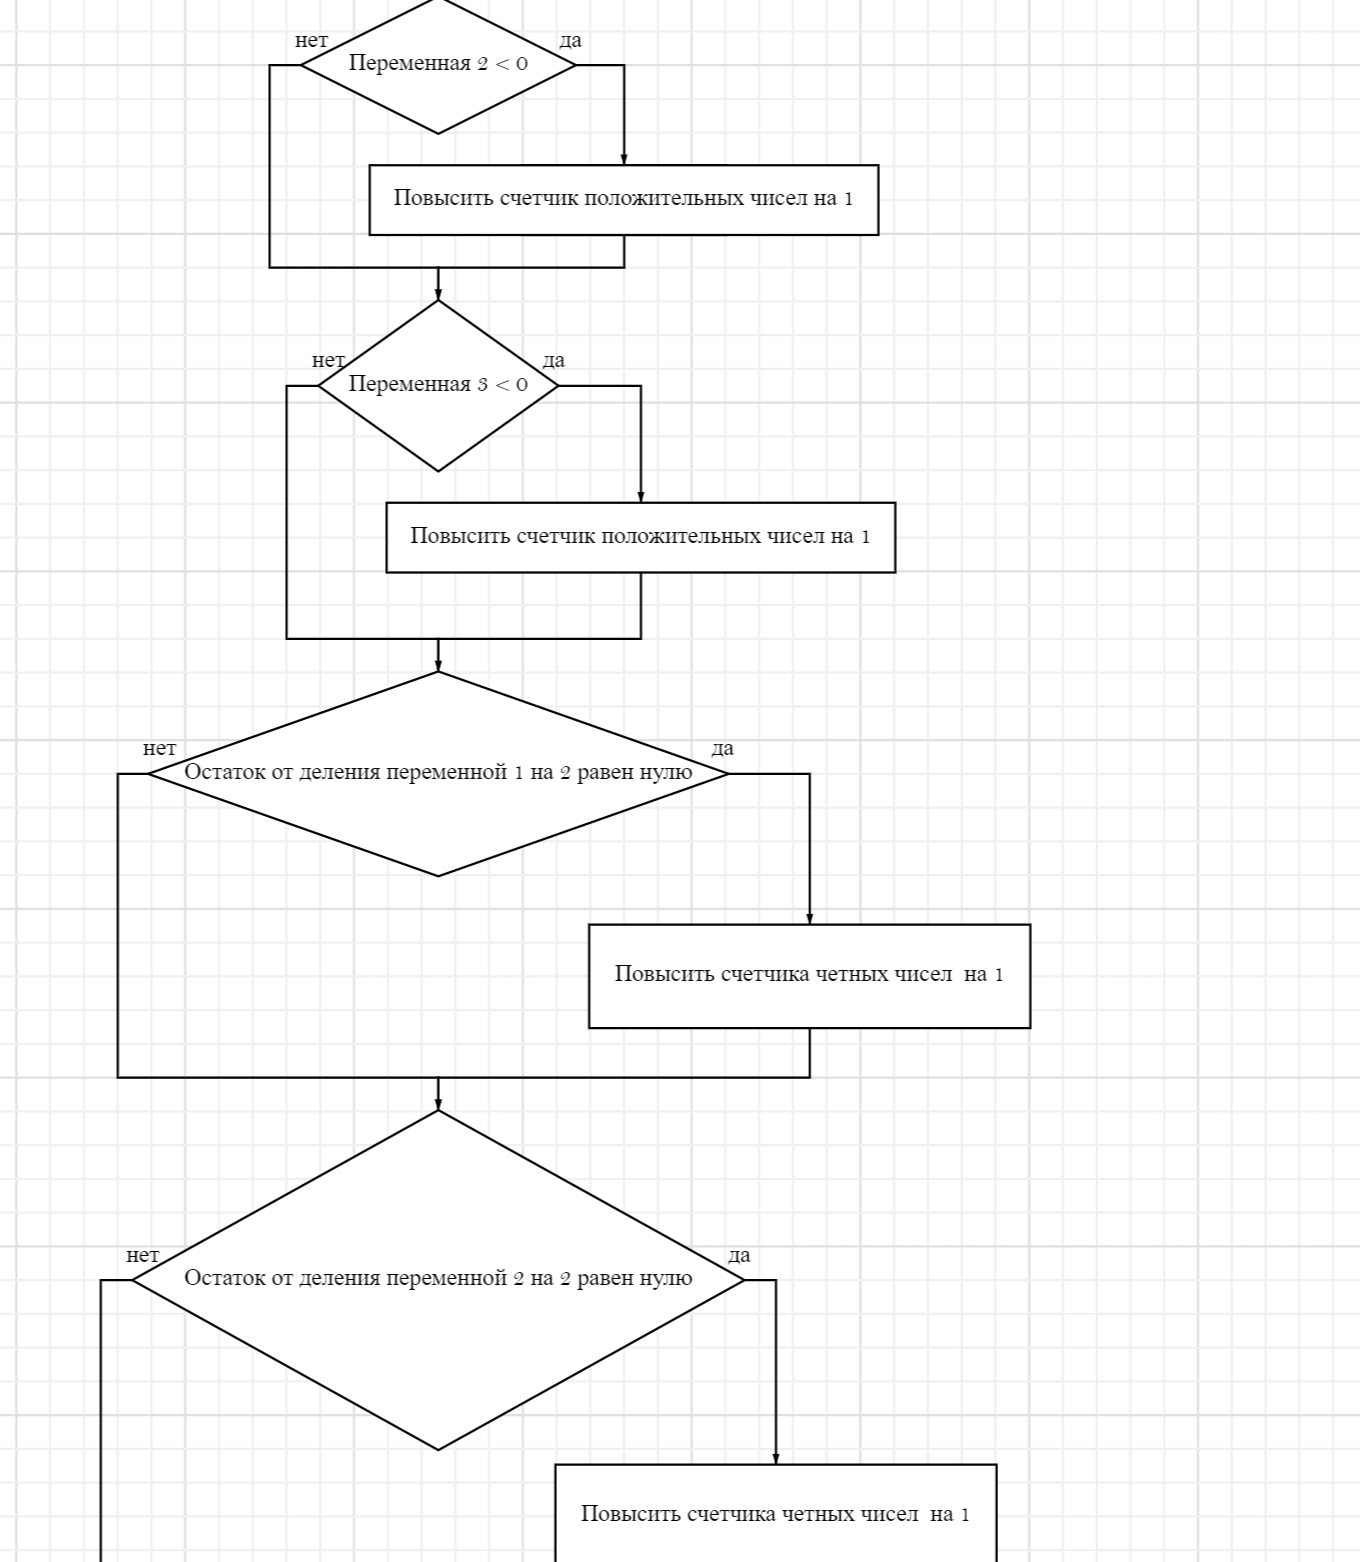 нет
да
Переменная 2 < 0
Повысить счетчик положительных чисел на 1
нет
да
Переменная 3 < 0
Повысить счетчик положительных чисел на 1
нет
да
Остаток от деления переменной 1 на 2 равен нулю
Повысить счетчика четных чисел  на 1
нет
да
Остаток от деления переменной 2 на 2 равен нулю
Повысить счетчика четных чисел  на 1